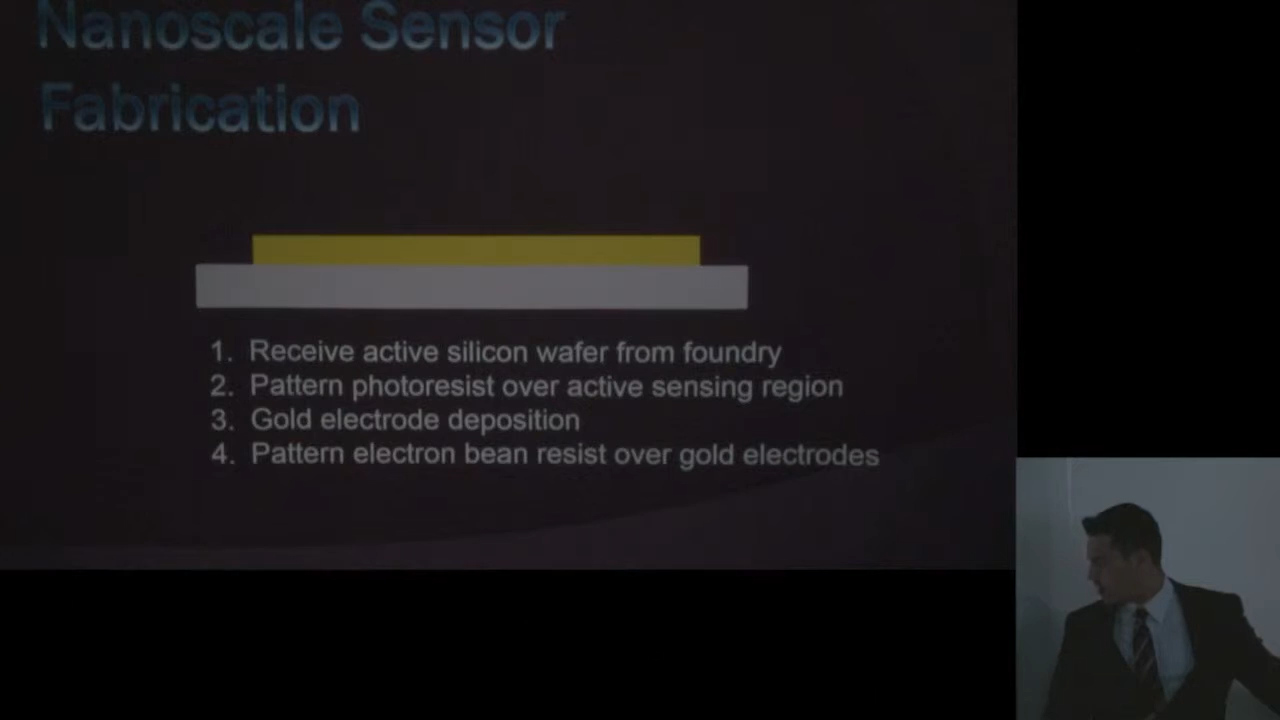 Nanoscale Sensor
Fabrication
1. Receive active silicon wafer from foundry
2. Pattern photoresist over active sensing region
3. Gold electrode deposition
4. Pattern electron bean resist over gold electrodes